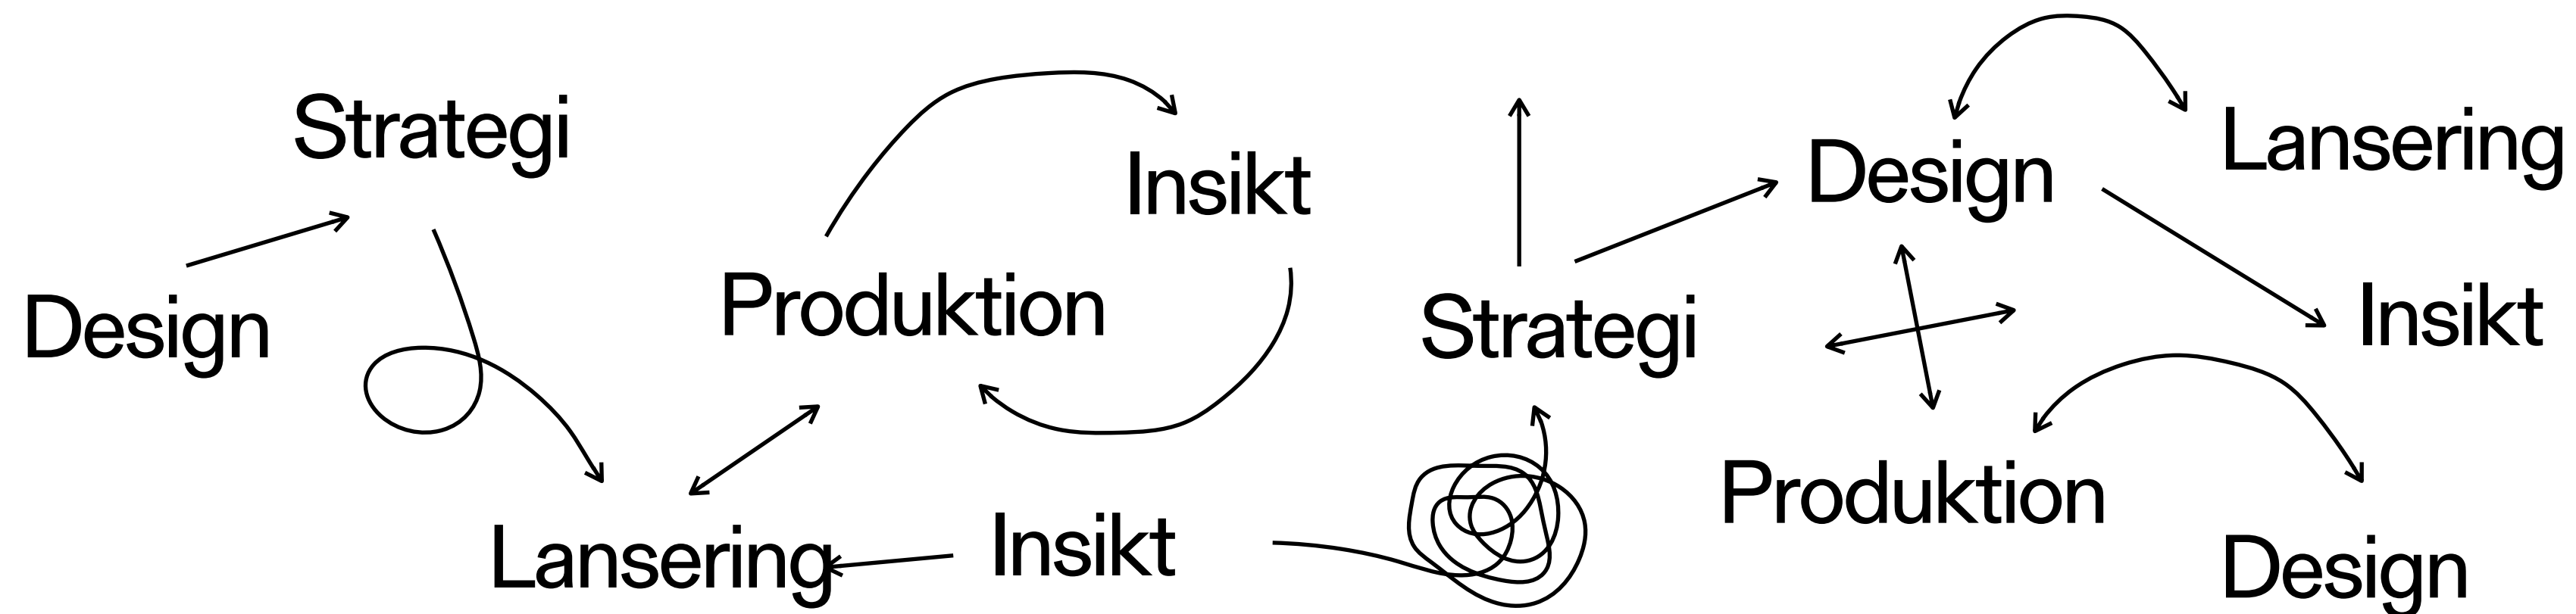 Strategi
Insikt
Design
Lansering
Design
Produktion
Strategi
Insikt
Lansering
Insikt
Produktion
Design